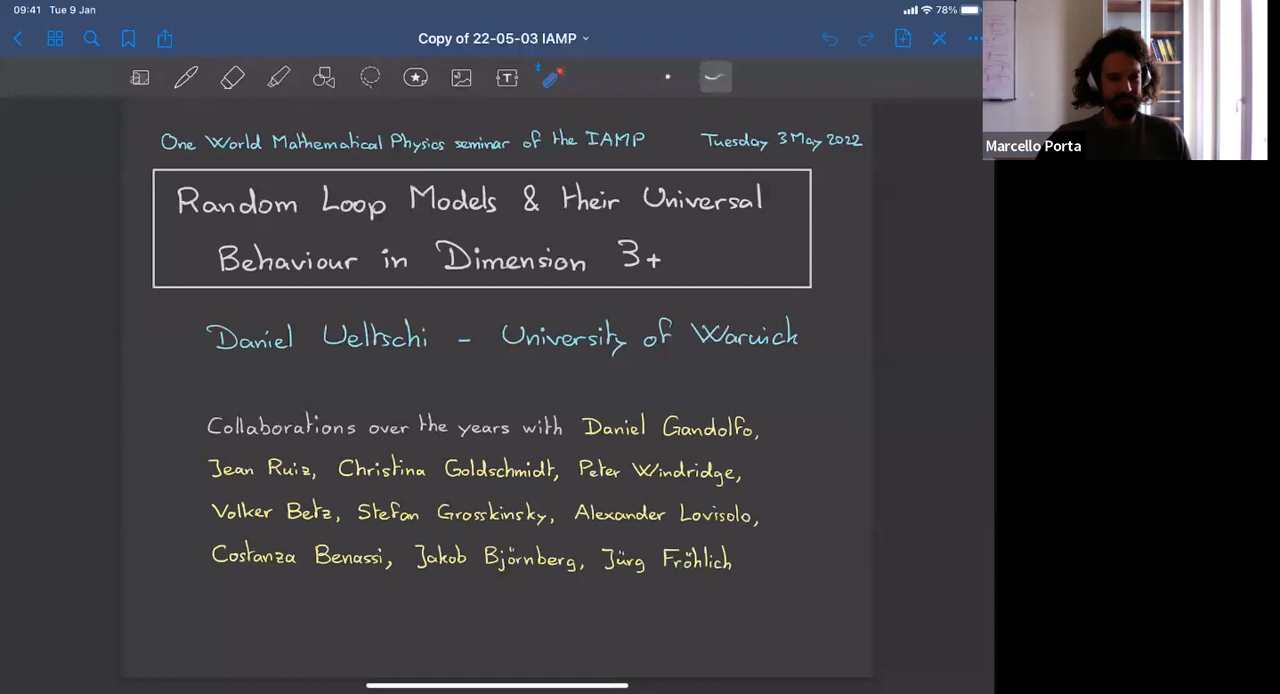 09:41 Tue 9 Jan
78%
Copy of 22-05-03 IAMP
T
One World Mathematical Physics seminar of the IAMP Tuesday 3 May 2022
Random Loop Models & their Universal
Behaviour in Dimension 3+
Daniel Ueltschi - University of Warwick
Collaborations over the years with Daniel Gandolfo,
Jean Ruiz, Christina Goldschmidt, Peter Windridge,
Volker Betz, Stefan Grosskinsky, Alexander Lovisolo,
Costanza Benassi, Jakob Björnberg, Jürg Fröhlich
Marcello Porta